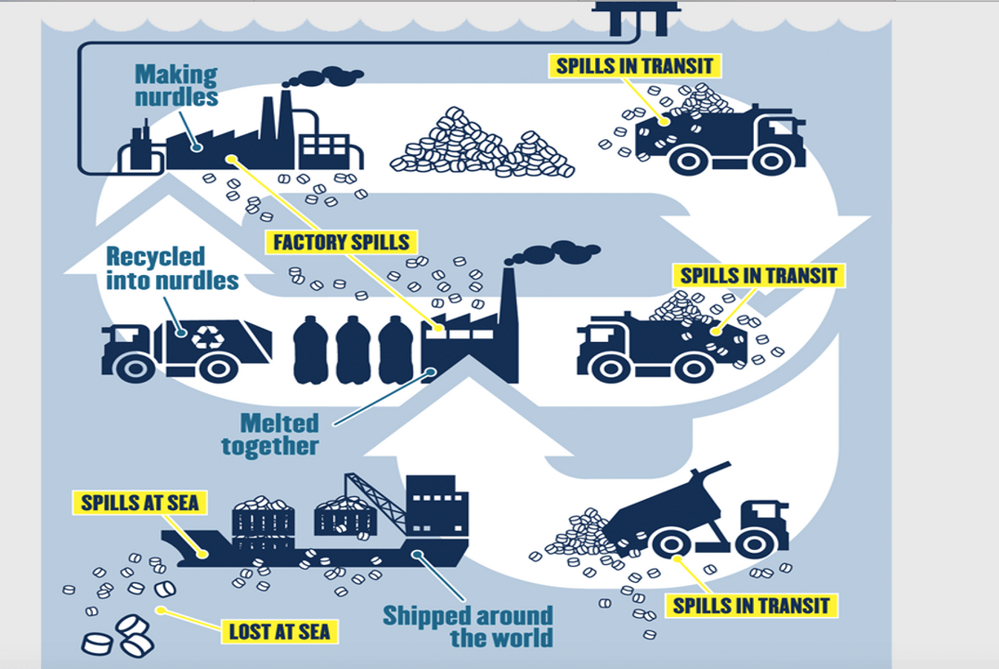 SPILLS IN TRANSIT
Making
nurdles
FACTORY SPILLS
Recycled
into nurdles
SPILLS IN TRANSIT
Melted
together
SPILLS AT SEA
SPILLS IN TRANSIT
Shipped around
the world
LOST AT SEA